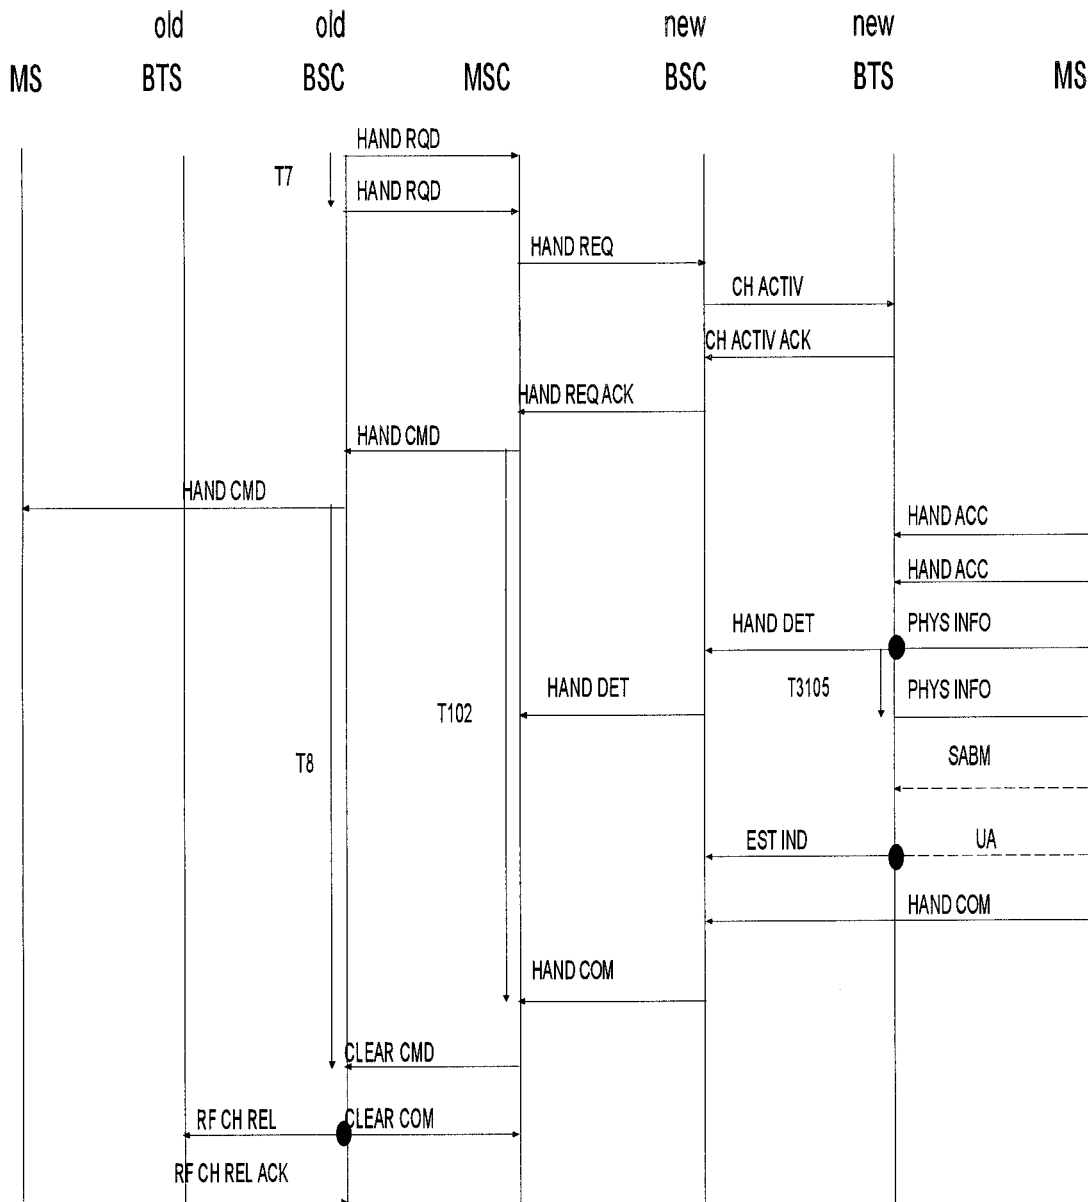 old old new new
MS BTS BSC MSC BSC BTS MS
HAND RQD
T7
HAND RQD
HAND REQ
CH ACTIV
CH ACTIV ACK
HAND REQ ACK
HAND CMD
HAND CMD
HAND ACC
HAND ACC
HAND DET PHYS INFO
HAND DET T3105 PHYS INFO
T102
T8 SABM
EST IND UA
HAND COM
HAND COM
CLEAR CMD
RF CH REL CLEAR COM
RF CH REL ACK